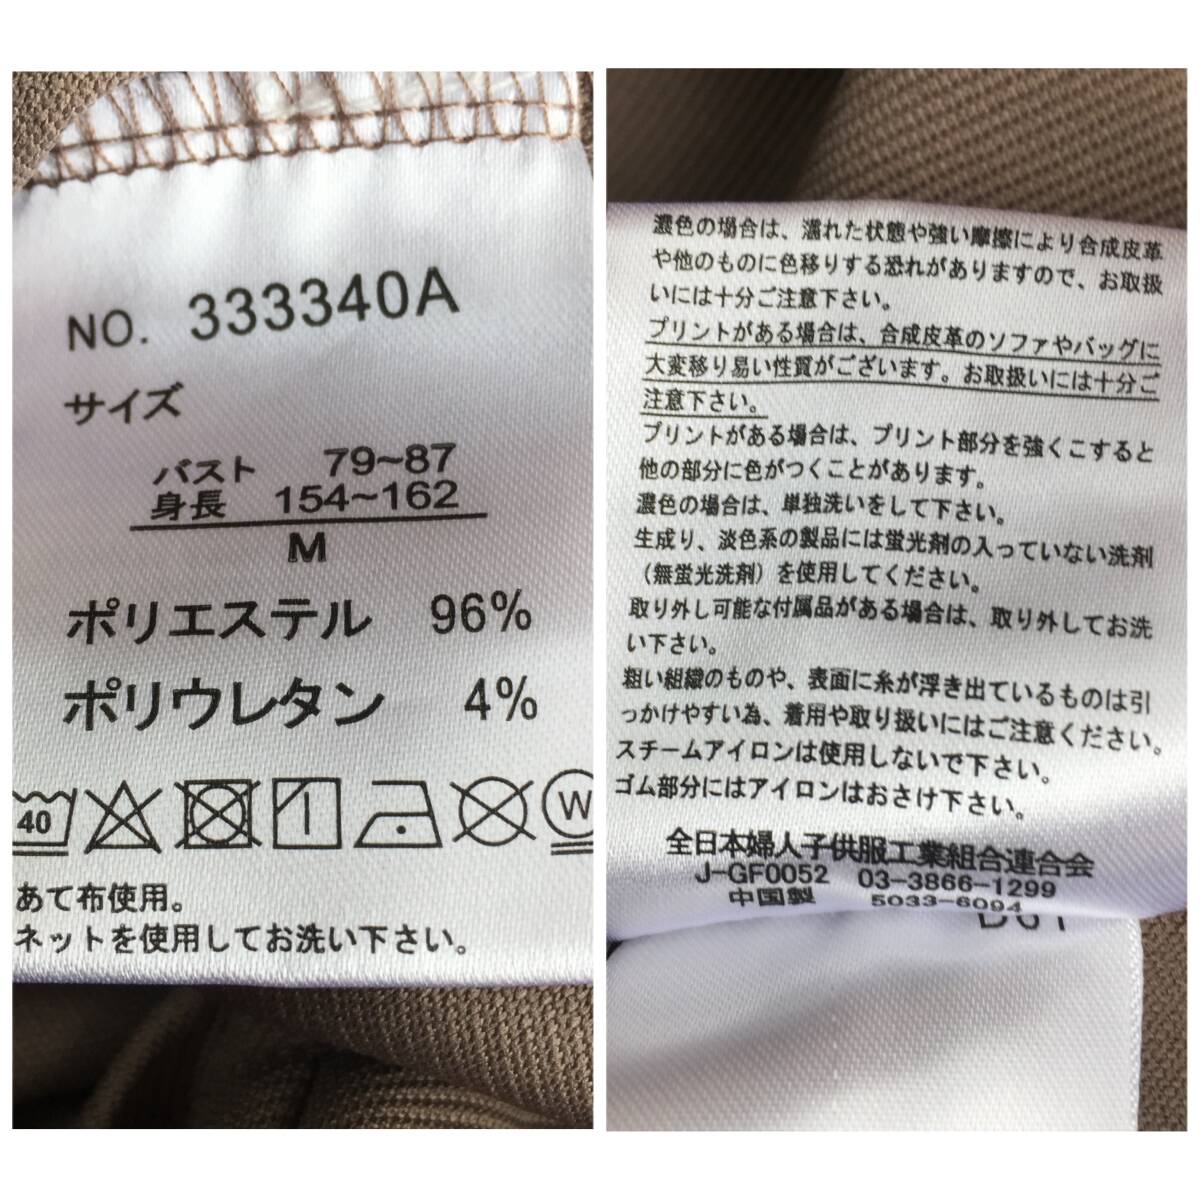 NO. 333340A
サイズ
バスト 79~87
身長 154~162
M
ポリエステル 96%
ポリウレタン 4%
40
W
あて布使用。
ネットを使用してお洗い下さい。
濃色の場合は、濡れた状態や強い摩擦により合成皮革
や他のものに色移りする恐れがありますので、お取扱
いには十分ご注意下さい。
プリントがある場合は、合成皮革のソファやバッグに
大変移り易い性質がございます。お取扱いには十分ご
注意下さい。
プリントがある場合は、プリント部分を強くこすると
他の部分に色がつくことがあります。
濃色の場合は、単独洗いをして下さい。
生成り、淡色系の製品には蛍光剤の入っていない洗剤
（無蛍光洗剤）を使用してください。
取り外し可能な付属品がある場合は、取り外してお洗
い下さい。
粗い組織のものや、表面に糸が浮き出ているものは引
っかけやすい為、着用や取り扱いにはご注意ください。
スチームアイロンは使用しないで下さい。
ゴム部分にはアイロンはおさけ下さい。
全日本婦人子供服工業組合連合会
J-GF0052 03-3866-1299
中国製 5033-6094